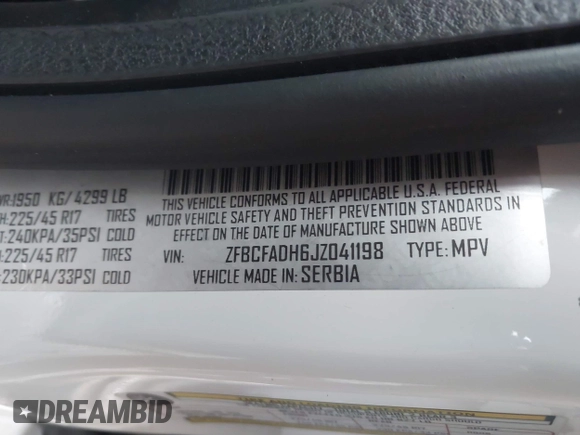 WR:1950 KG/ 4299 LB
H:225/45 R17 TIRES
T:240KPA/35PSI COLD
:225/45 R17 TIRES
:230KPA/33PSI COLD
THIS VEHICLE CONFORMS TO ALL APPLICABLE U.S.A. FEDERAL
MOTOR VEHICLE SAFETY AND THEFT PREVENTION STANDARDS IN
EFFECT ON THE DATE OF MANUFACTURE SHOWN ABOVE
VIN: ZFBCFADH6JZ041198 TYPE: MPV
VEHICLE MADE IN: SERBIA
DREAMBID